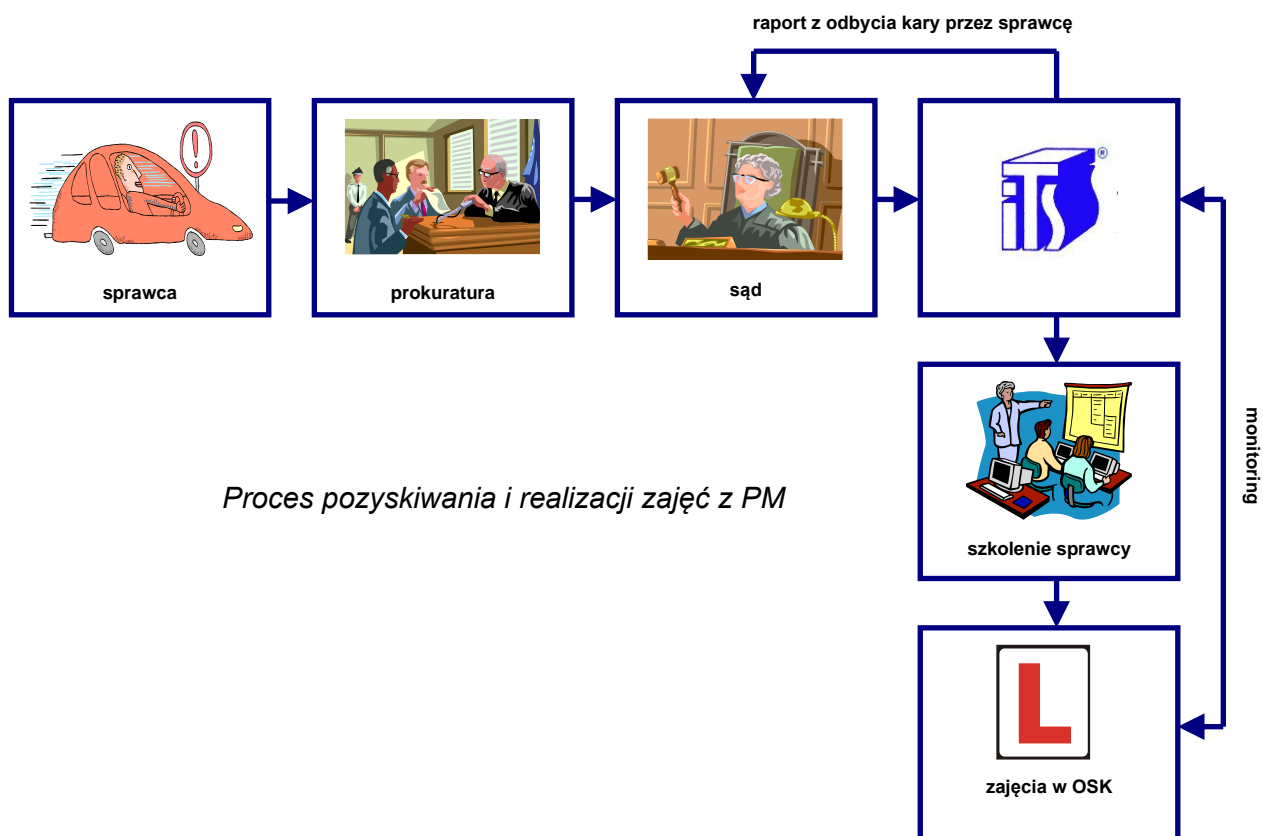 raport z odbycia kary przez sprawcę
sprawca
prokuratura
sąd
iTS®
szkolenie sprawcy
monitoring
Proces pozyskiwania i realizacji zajęć z PM
L
zajęcia w OSK